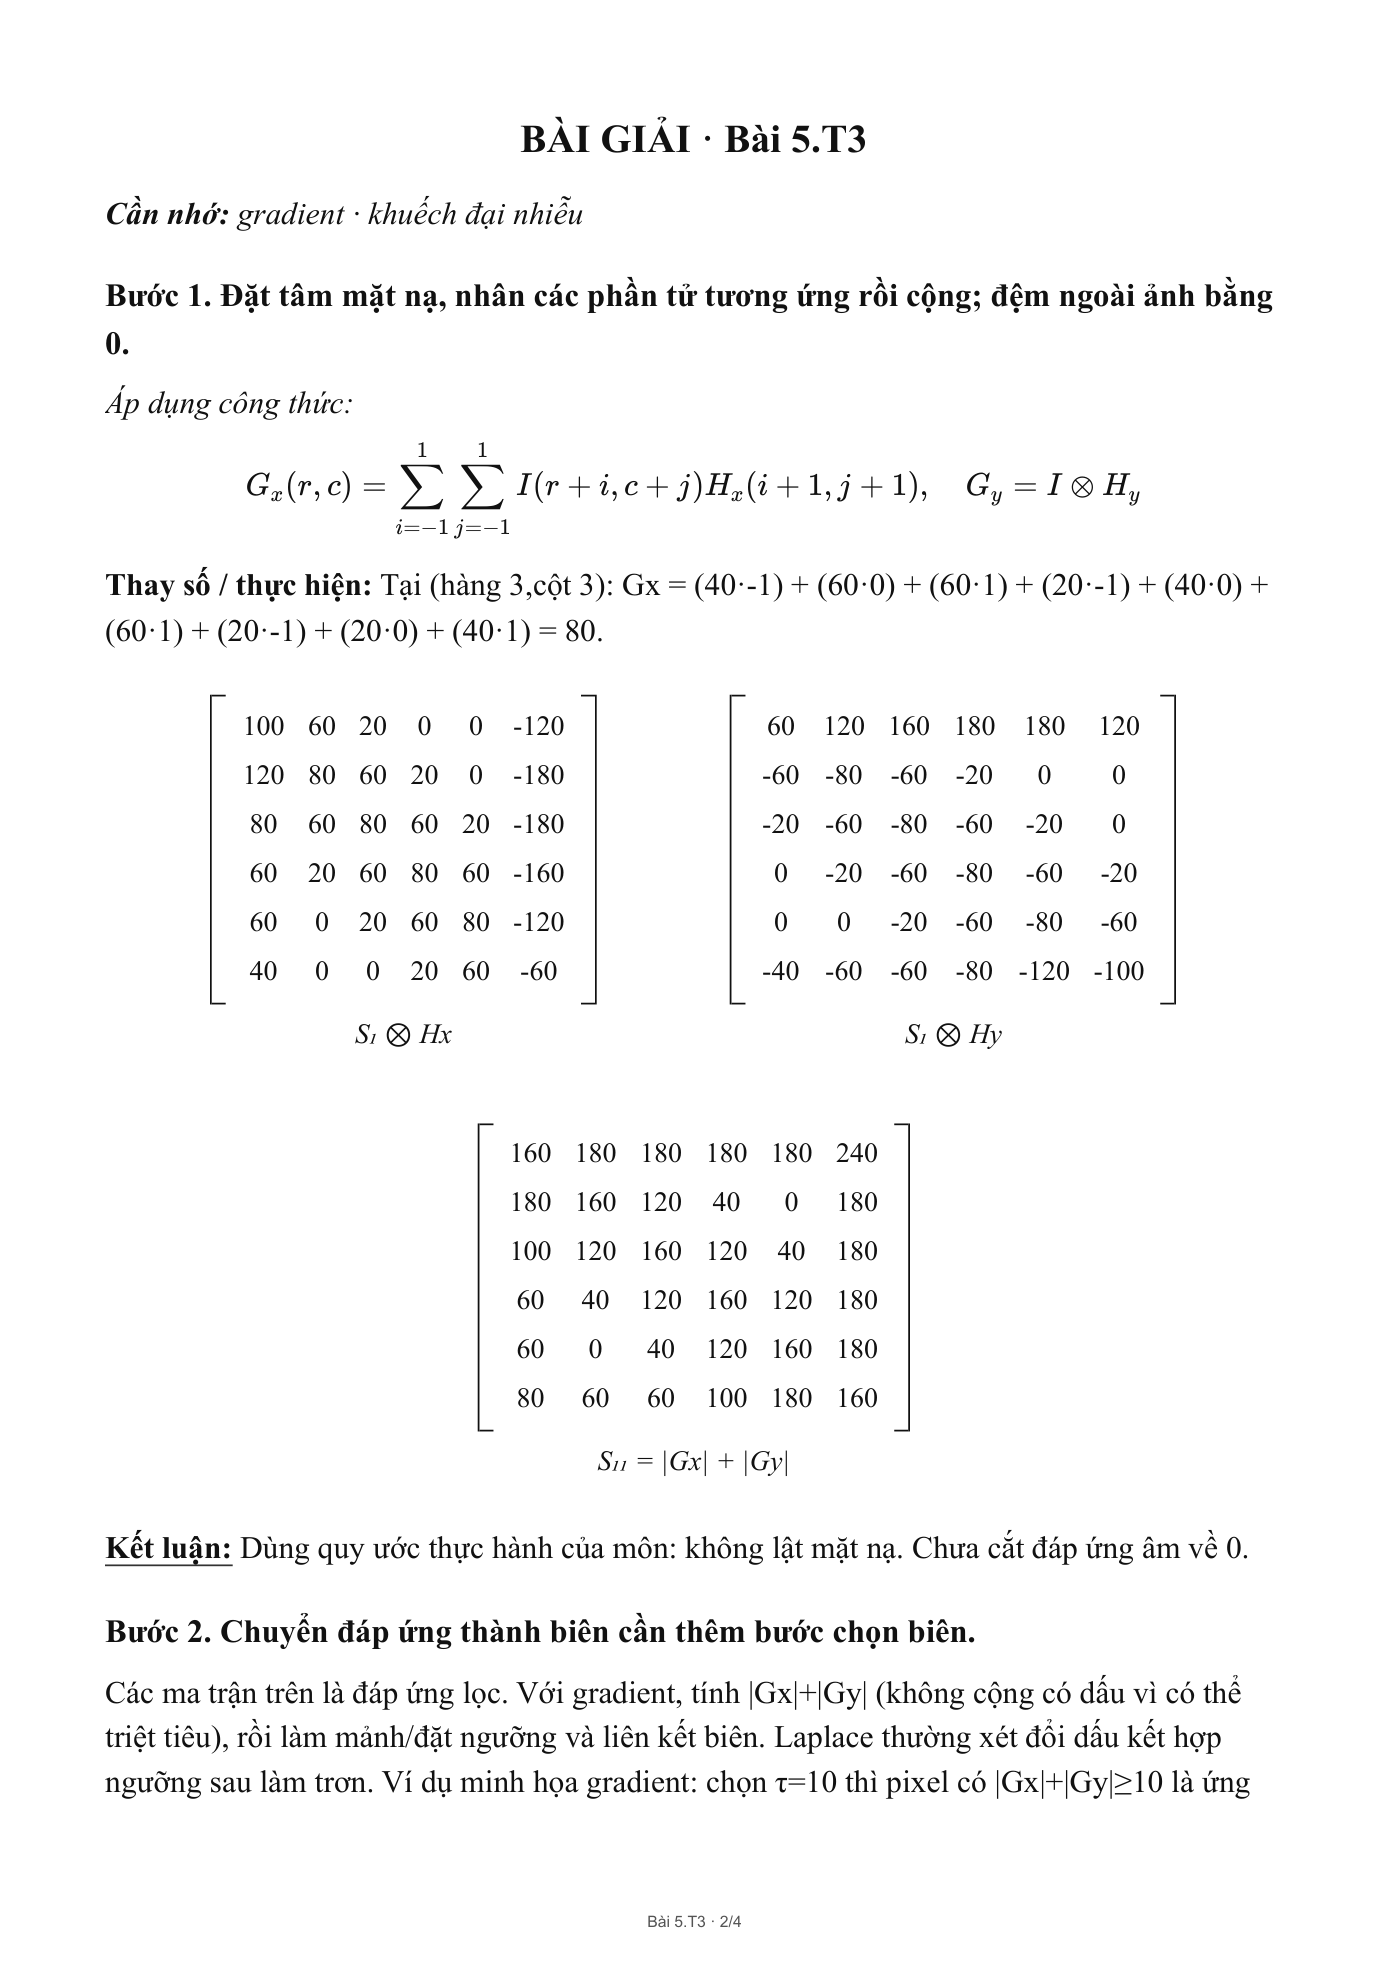 BÀI GIẢI · Bài 5.T3
Cần nhớ: gradient · khuếch đại nhiễu
Bước 1. Đặt tâm mặt nạ, nhân các phần tử tương ứng rồi cộng; đệm ngoài ảnh bằng
0.
Áp dụng công thức:
G_x(r, c) = ∑_{i=−1}^{1} ∑_{j=−1}^{1} I(r + i, c + j)H_x(i + 1, j + 1), G_y = I ⊗ H_y
Thay số / thực hiện: Tại (hàng 3,cột 3): Gx = (40·-1) + (60·0) + (60·1) + (20·-1) + (40·0) +
(60·1) + (20·-1) + (20·0) + (40·1) = 80.
100 60 20 0 0 -120
120 80 60 20 0 -180
80 60 80 60 20 -180
60 20 60 80 60 -160
60 0 20 60 80 -120
40 0 0 20 60 -60
S₁ ⊗ Hx
60 120 160 180 180 120
-60 -80 -60 -20 0 0
-20 -60 -80 -60 -20 0
0 -20 -60 -80 -60 -20
0 0 -20 -60 -80 -60
-40 -60 -60 -80 -120 -100
S₁ ⊗ Hy
160 180 180 180 180 240
180 160 120 40 0 180
100 120 160 120 40 180
60 40 120 160 120 180
60 0 40 120 160 180
80 60 60 100 180 160
S₁₁ = |Gx| + |Gy|
Kết luận: Dùng quy ước thực hành của môn: không lật mặt nạ. Chưa cắt đáp ứng âm về 0.
Bước 2. Chuyển đáp ứng thành biên cần thêm bước chọn biên.
Các ma trận trên là đáp ứng lọc. Với gradient, tính |Gx|+|Gy| (không cộng có dấu vì có thể
triệt tiêu), rồi làm mảnh/đặt ngưỡng và liên kết biên. Laplace thường xét đổi dấu kết hợp
ngưỡng sau làm trơn. Ví dụ minh họa gradient: chọn τ=10 thì pixel có |Gx|+|Gy|≥10 là ứng
Bài 5.T3 · 2/4